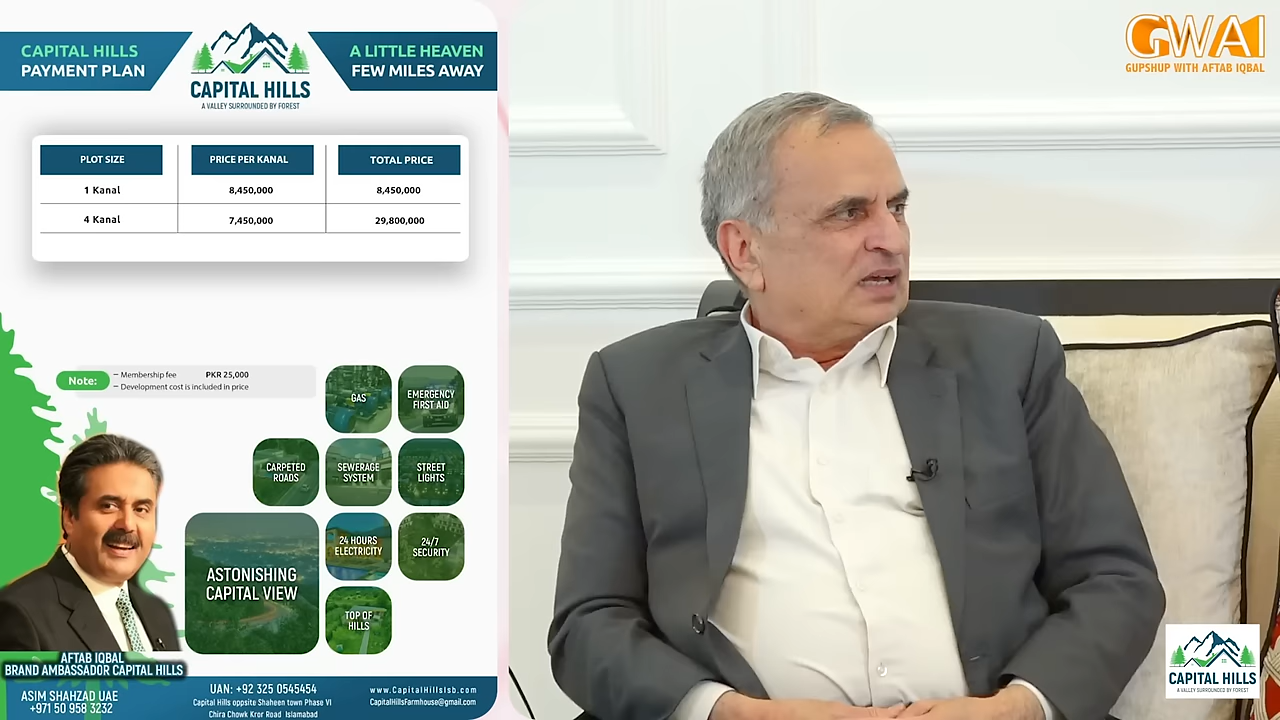 CAPITAL HILLS
PAYMENT PLAN
CAPITAL HILLS
A VALLEY SURROUNDED BY FOREST
A LITTLE HEAVEN
FEW MILES AWAY
PLOT SIZE PRICE PER KANAL TOTAL PRICE
1 Kanal 8,450,000 8,450,000
4 Kanal 7,450,000 29,800,000
Note:
– Membership fee PKR 25,000
– Development cost is included in price
GAS
EMERGENCY
FIRST AID
CARPETED
ROADS
SEWERAGE
SYSTEM
STREET
LIGHTS
ASTONISHING
CAPITAL VIEW
24 HOURS
ELECTRICITY
24/7
SECURITY
TOP OF
HILLS
AFTAB IQBAL
BRAND AMBASSADOR CAPITAL HILLS
ASIM SHAHZAD UAE
+971 50 958 3232
UAN: +92 325 0545454
Capital Hills oppsite Shaheen town Phase VI
Chira Chowk Kror Road Islamabad
www.CapitalHillsIsb.com
CapitalHillsFarmhouse@gmail.com
GWAI
GUPSHUP WITH AFTAB IQBAL
CAPITAL HILLS
A VALLEY SURROUNDED BY FOREST